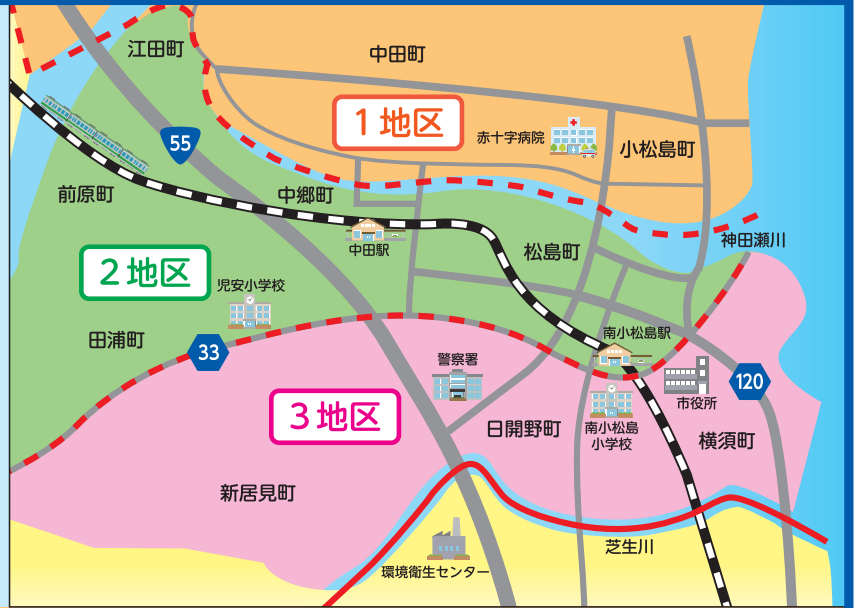 江田町
中田町
1地区
赤十字病院
小松島町
55
前原町
中郷町
中田駅
松島町
神田瀬川
2地区
児安小学校
田浦町
33
南小松島駅
警察署
120
市役所
3地区
日開野町
南小松島
小学校
横須町
新居見町
芝生川
環境衛生センター